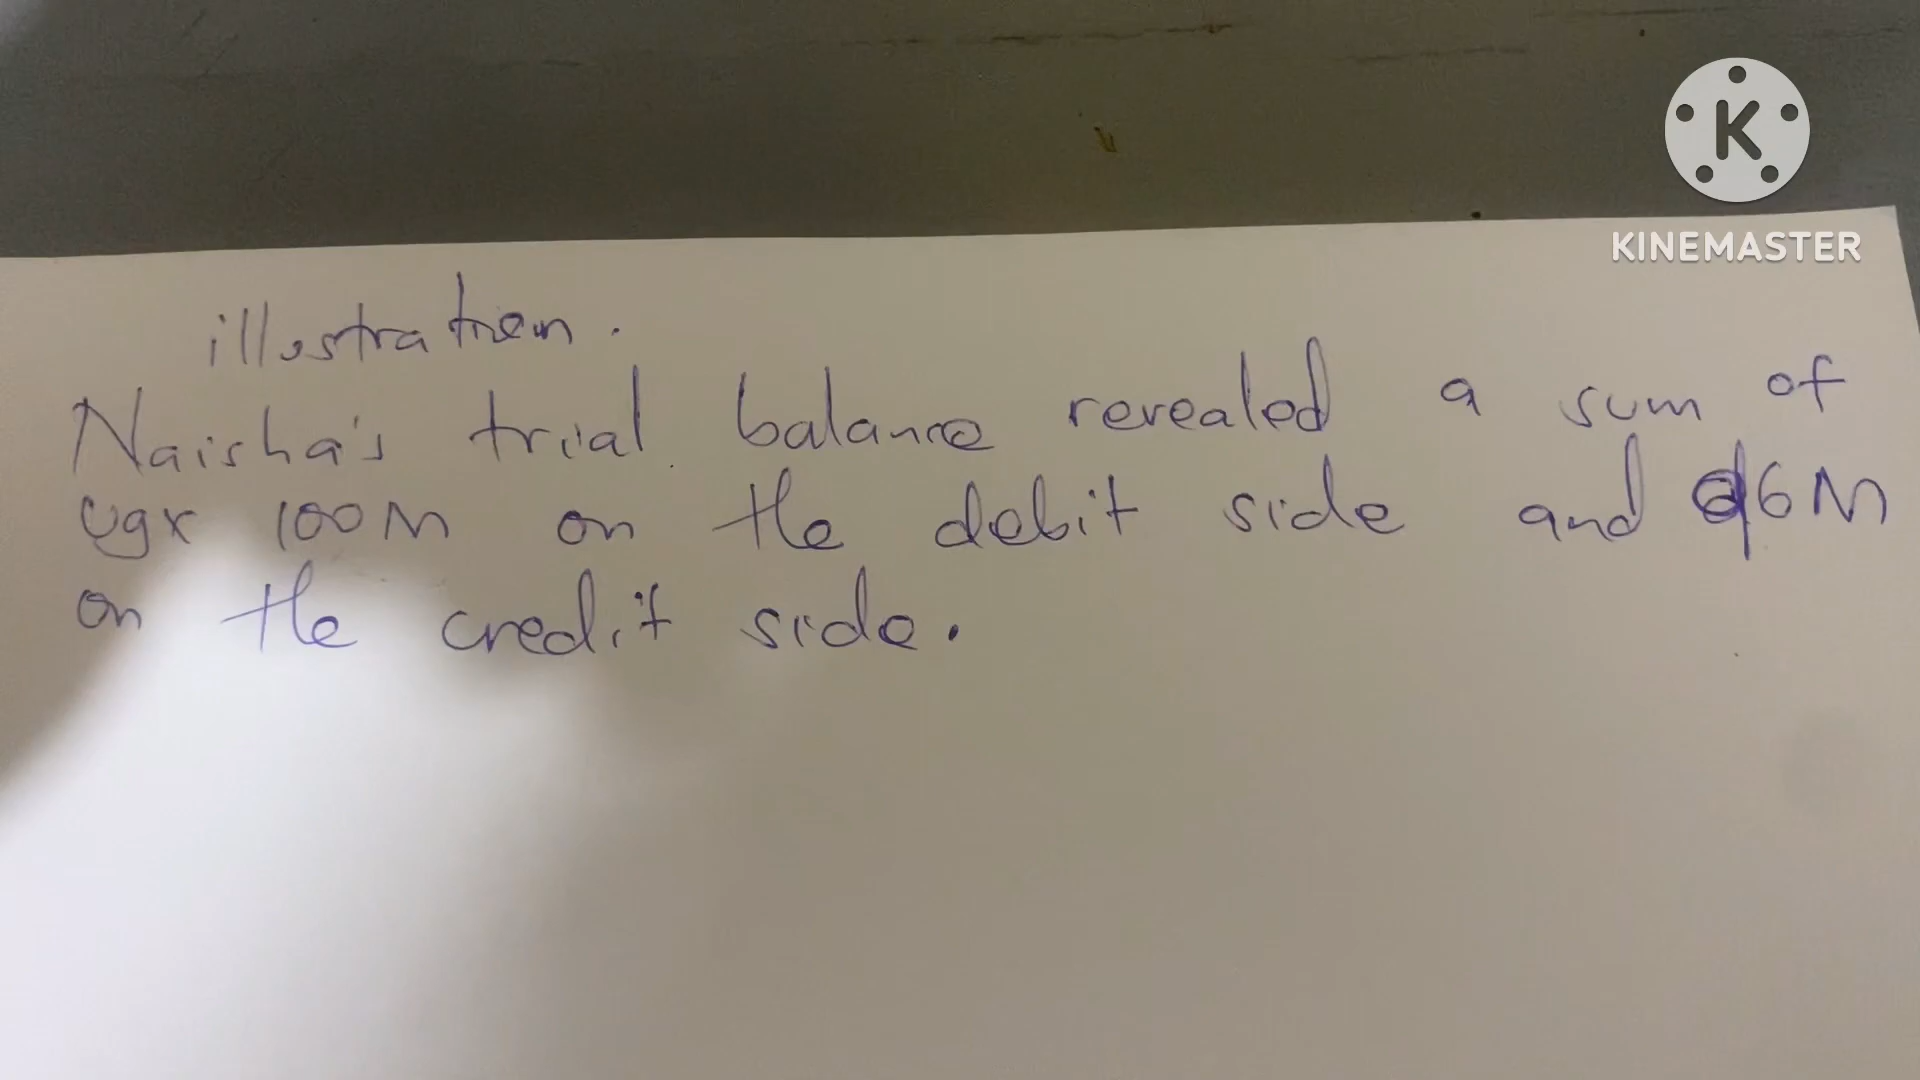 K
KINEMASTER
illustration.
Naisha's trial balance revealed a sum of
ugx 100M on the debit side and 96M
on the credit side.